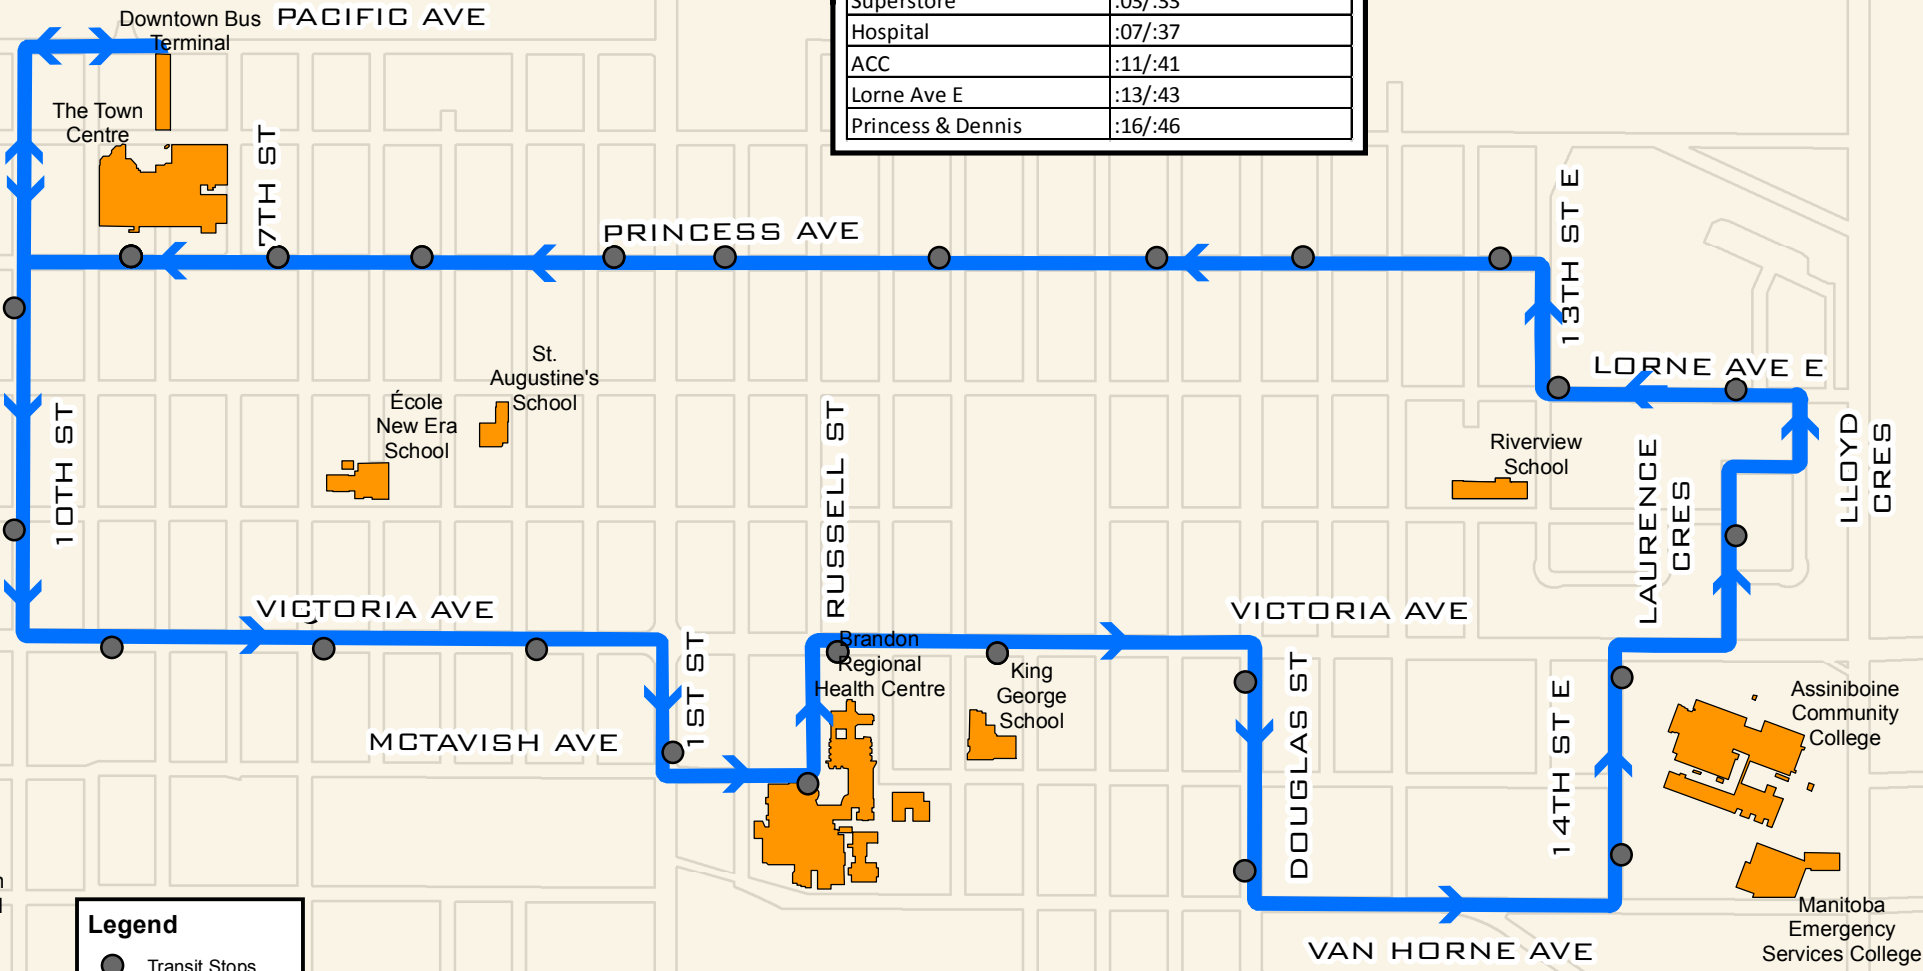 Downtown Bus
Terminal
PACIFIC AVE
Superstore :03/:33
Hospital :07/:37
ACC :11/:41
Lorne Ave E :13/:43
Princess & Dennis :16/:46
The Town
Centre
7TH ST
PRINCESS AVE
13TH ST E
St.
Augustine's
School
École
New Era
School
LORNE AVE E
10TH ST
RUSSELL ST
Riverview
School
LAURENCE
CRES
LLOYD
CRES
VICTORIA AVE
VICTORIA AVE
1ST ST
Brandon
Regional
Health Centre
King
George
School
MCTAVISH AVE
DOUGLAS ST
14TH ST E
Assiniboine
Community
College
Manitoba
Emergency
Services College
VAN HORNE AVE
Legend
Transit Stops